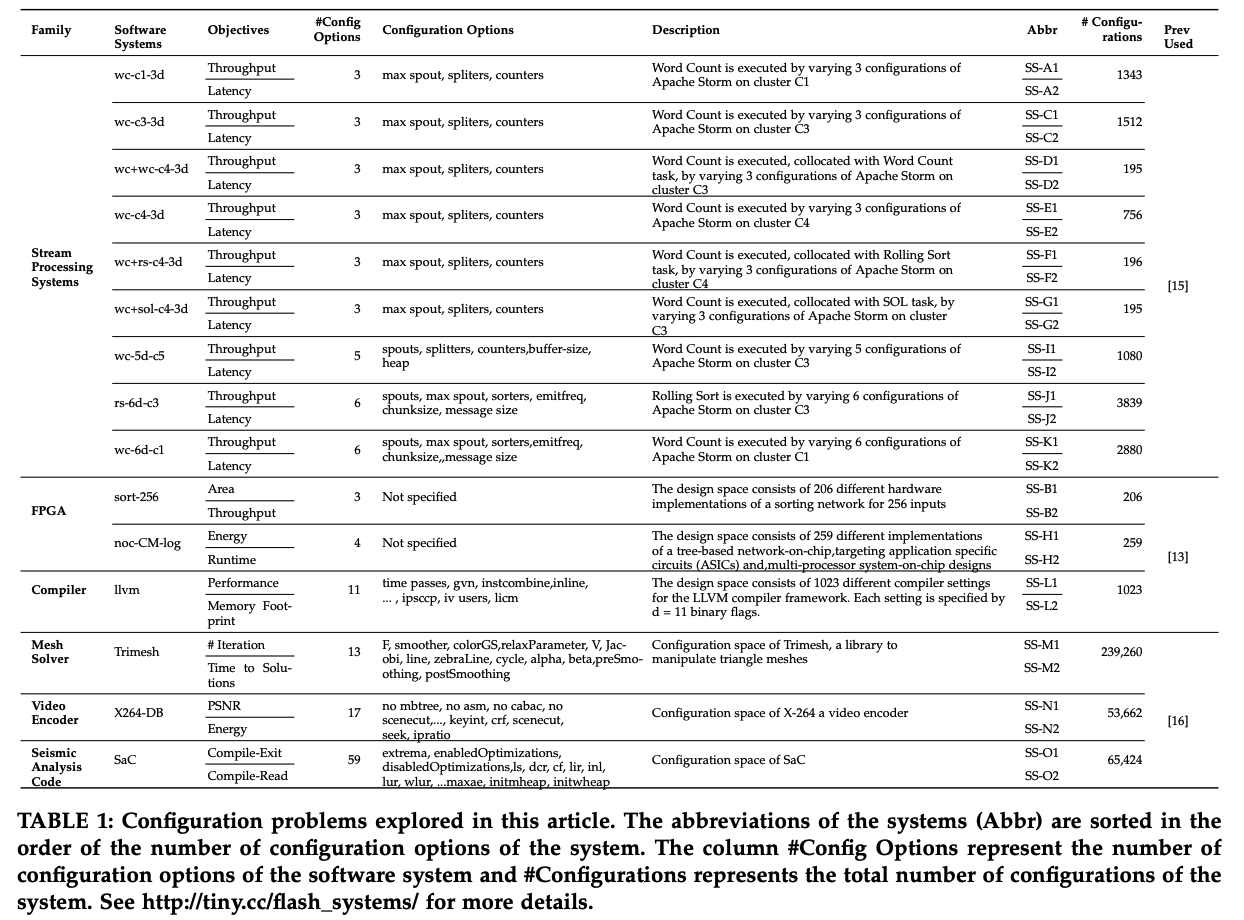 Family Software Systems Objectives #Config Options Configuration Options Description Abbr # Configu-rations Prev Used
Stream Processing Systems
wc-c1-3d Throughput 3 max spout, spliters, counters Word Count is executed by varying 3 configurations of SS-A1 1343
Latency Apache Storm on cluster C1 SS-A2
wc-c3-3d Throughput 3 max spout, spliters, counters Word Count is executed by varying 3 configurations of SS-C1 1512
Latency Apache Storm on cluster C3 SS-C2
wc+wc-c4-3d Throughput 3 max spout, spliters, counters Word Count is executed, collocated with Word Count SS-D1 195
Latency task, by varying 3 configurations of Apache Storm on SS-D2
cluster C3
wc-c4-3d Throughput 3 max spout, spliters, counters Word Count is executed by varying 3 configurations of SS-E1 756
Latency Apache Storm on cluster C4 SS-E2
wc+rs-c4-3d Throughput 3 max spout, spliters, counters Word Count is executed, collocated with Rolling Sort SS-F1 196
Latency task, by varying 3 configurations of Apache Storm on SS-F2
cluster C4
[15]
wc+sol-c4-3d Throughput 3 max spout, spliters, counters Word Count is executed, collocated with SOL task, by SS-G1 195
Latency varying 3 configurations of Apache Storm on cluster SS-G2
C3
wc-5d-c5 Throughput 5 spouts, splitters, counters,buffer-size, Word Count is executed by varying 5 configurations of SS-I1 1080
Latency heap Apache Storm on cluster C3 SS-I2
rs-6d-c3 Throughput 6 spouts, max spout, sorters, emitfreq, Rolling Sort is executed by varying 6 configurations of SS-J1 3839
Latency chunksize, message size Apache Storm on cluster C3 SS-J2
wc-6d-c1 Throughput 6 spouts, max spout, sorters,emitfreq, Word Count is executed by varying 6 configurations of SS-K1 2880
Latency chunksize,,message size Apache Storm on cluster C1 SS-K2
FPGA
sort-256 Area 3 Not specified The design space consists of 206 different hardware SS-B1 206
Throughput implementations of a sorting network for 256 inputs SS-B2
noc-CM-log Energy 4 Not specified The design space consists of 259 different implementations SS-H1 259
Runtime of a tree-based network-on-chip,targeting application specific SS-H2
circuits (ASICs) and,multi-processor system-on-chip designs
[13]
Compiler llvm Performance 11 time passes, gvn, instcombine,inline, The design space consists of 1023 different compiler settings SS-L1 1023
Memory Foot- ... , ipsccp, iv users, licm for the LLVM compiler framework. Each setting is specified by SS-L2
print d = 11 binary flags.
Mesh Solver Trimesh # Iteration 13 F, smoother, colorGS,relaxParameter, V, Jac- Configuration space of Trimesh, a library to SS-M1 239,260
Time to Solu- obi, line, zebraLine, cycle, alpha, beta,preSmo- manipulate triangle meshes SS-M2
tions othing, postSmoothing
Video Encoder X264-DB PSNR 17 no mbtree, no asm, no cabac, no Configuration space of X-264 a video encoder SS-N1 53,662
Energy scenecut,..., keyint, crf, scenecut, SS-N2
seek, ipratio
[16]
Seismic Analysis Code SaC Compile-Exit 59 extrema, enabledOptimizations, Configuration space of SaC SS-O1 65,424
Compile-Read disabledOptimizations,ls, dcr, cf, lir, inl, SS-O2
lur, wlur, ...maxae, initmheap, initwheap
TABLE 1: Configuration problems explored in this article. The abbreviations of the systems (Abbr) are sorted in the
order of the number of configuration options of the system. The column #Config Options represent the number of
configuration options of the software system and #Configurations represents the total number of configurations of the
system. See http://tiny.cc/flash_systems/ for more details.